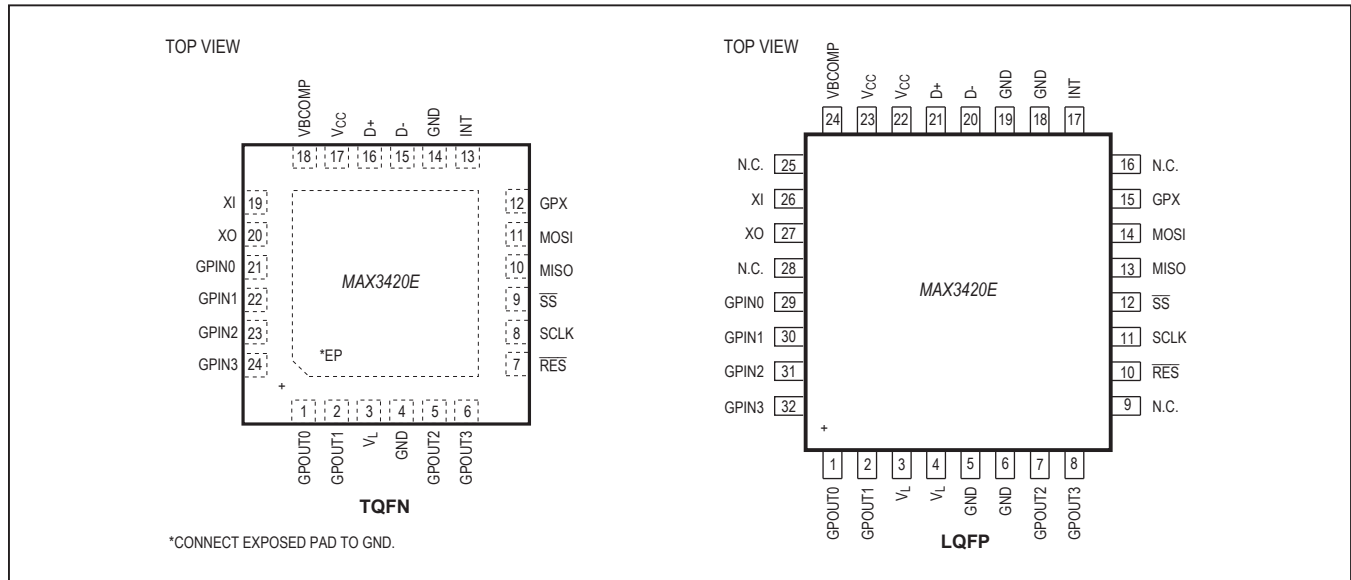 TOP VIEW
VBCOMP
VCC
D+
D-
GND
INT
18
17
16
15
14
13
XI 19
XO 20
GPIN0 21
GPIN1 22
GPIN2 23
GPIN3 24
MAX3420E
*EP
+
12 GPX
11 MOSI
10 MISO
9 SS
8 SCLK
7 RES
1
2
3
4
5
6
GPOUT0
GPOUT1
VL
GND
GPOUT2
GPOUT3
TQFN
*CONNECT EXPOSED PAD TO GND.
TOP VIEW
VBCOMP
VCC
VCC
D+
D-
GND
GND
INT
24
23
22
21
20
19
18
17
N.C. 25
XI 26
XO 27
N.C. 28
GPIN0 29
GPIN1 30
GPIN2 31
GPIN3 32
MAX3420E
+
16 N.C.
15 GPX
14 MOSI
13 MISO
12 SS
11 SCLK
10 RES
9 N.C.
1
2
3
4
5
6
7
8
GPOUT0
GPOUT1
VL
VL
GND
GND
GPOUT2
GPOUT3
LQFP